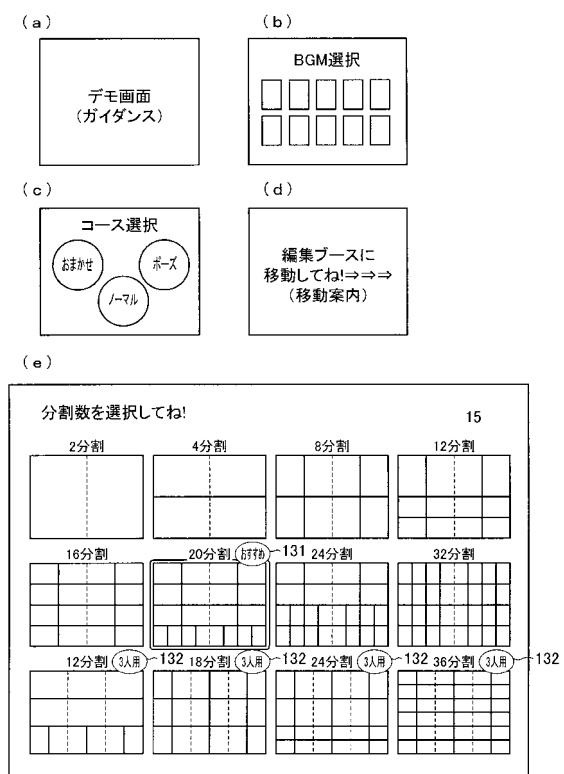 (a)
デモ画面
(ガイダンス)
(b)
BGM選択
(c)
コース選択
おまかせ
ポーズ
ノーマル
(d)
編集ブースに
移動してね!⇒⇒⇒
(移動案内)
(e)
分割数を選択してね!
15
2分割
4分割
8分割
12分割
16分割
20分割 おすすめ 131
24分割
32分割
12分割 3人用 132
18分割 3人用 132
24分割 3人用 132
36分割 3人用 132